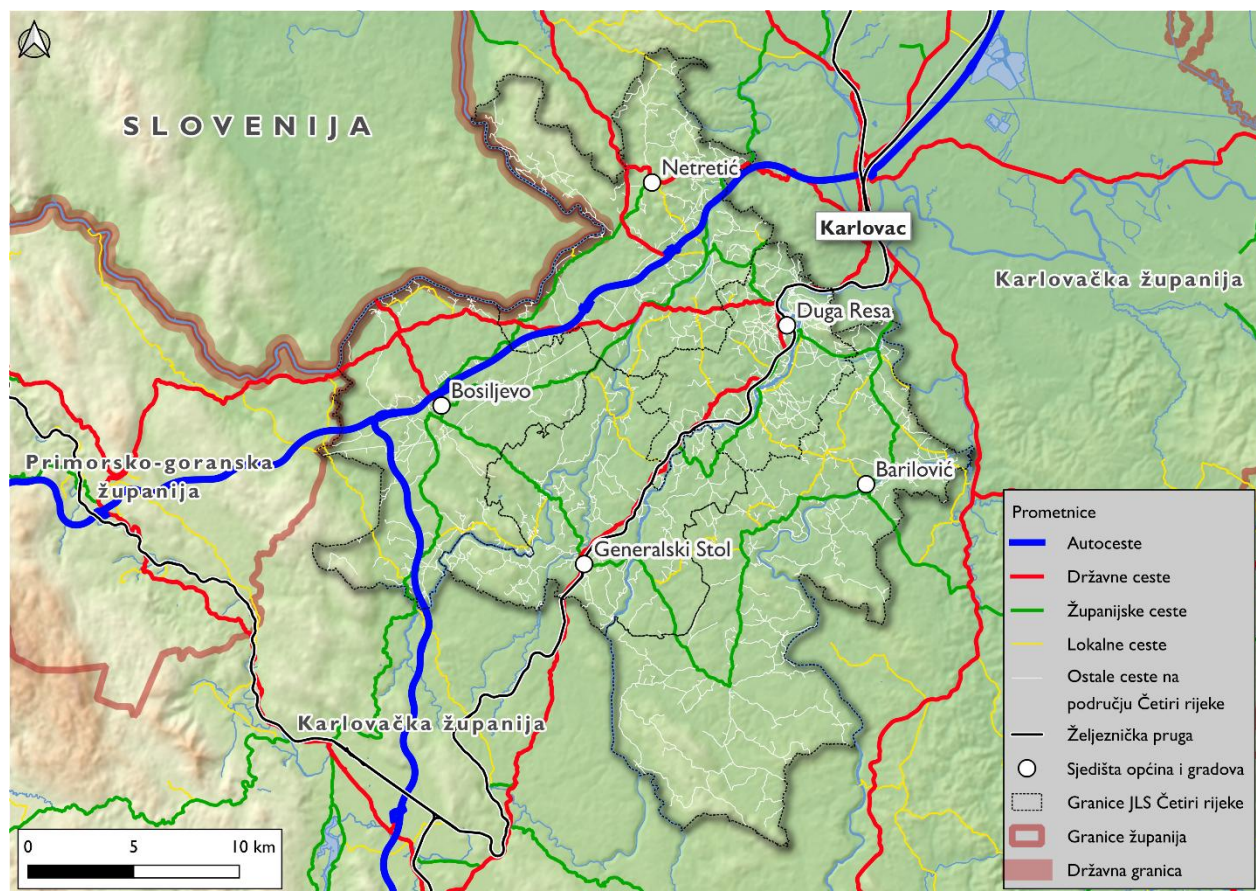 SLOVENIJA
Netretić
Karlovac
Karlovačka županija
Duga Resa
Bosiljevo
Primorsko-goranska
županija
Barilović
Generalski Stol
Karlovačka županija
Prometnice
Autoceste
Državne ceste
Županijske ceste
Lokalne ceste
Ostale ceste na
području Četiri rijeke
Željeznička pruga
Sjedišta općina i gradova
Granice JLS Četiri rijeke
Granice županija
Državna granica
0 5 10 km